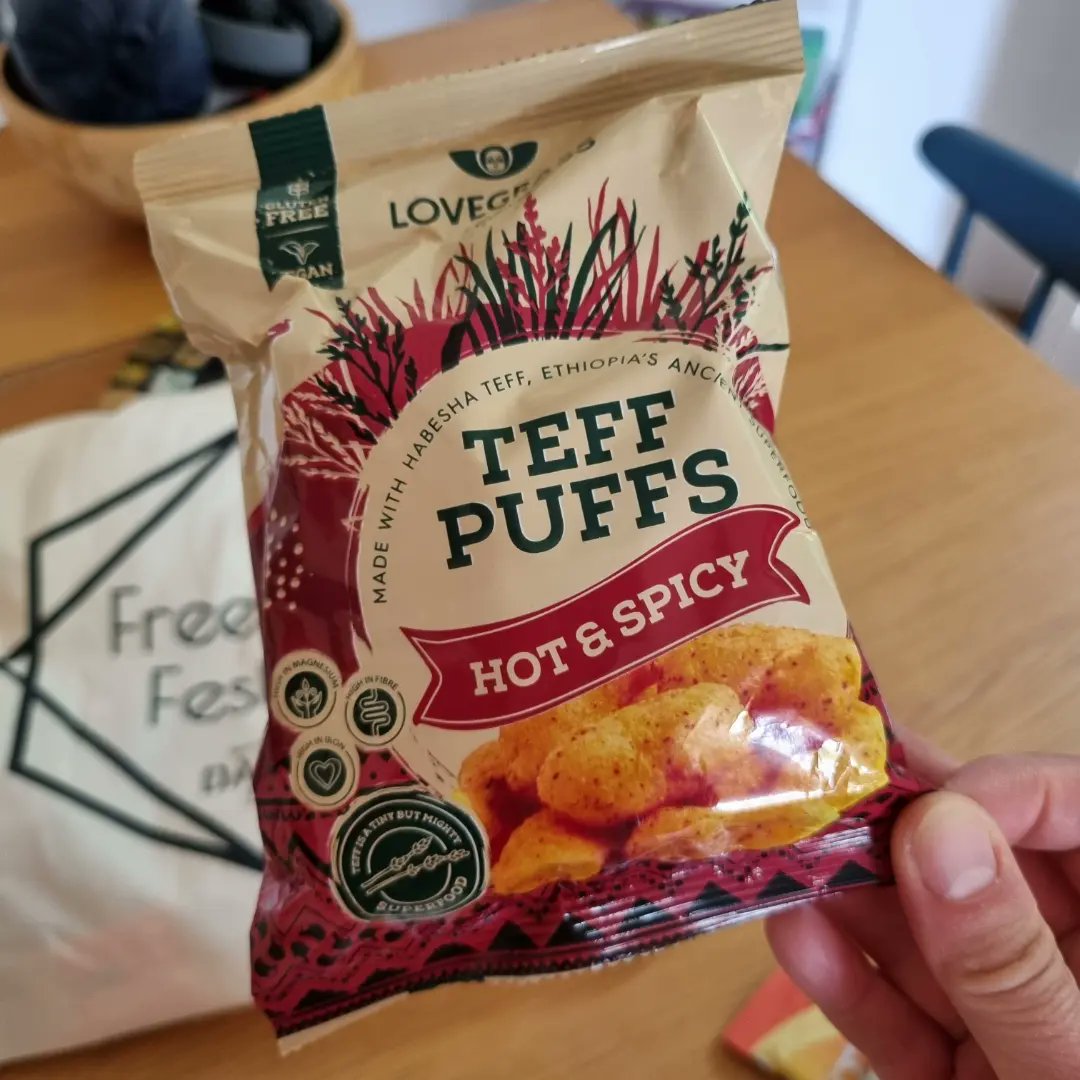 GLUTEN
FREE
VEGAN
LOVEGRASS
MADE WITH HABESHA TEFF, ETHIOPIA'S ANCIENT SUPERFOOD
TEFF
PUFFS
HOT & SPICY
HIGH IN MAGNESIUM
HIGH IN FIBRE
HIGH IN IRON
TEFF IS A TINY BUT MIGHTY
SUPERFOOD
Free
Fes